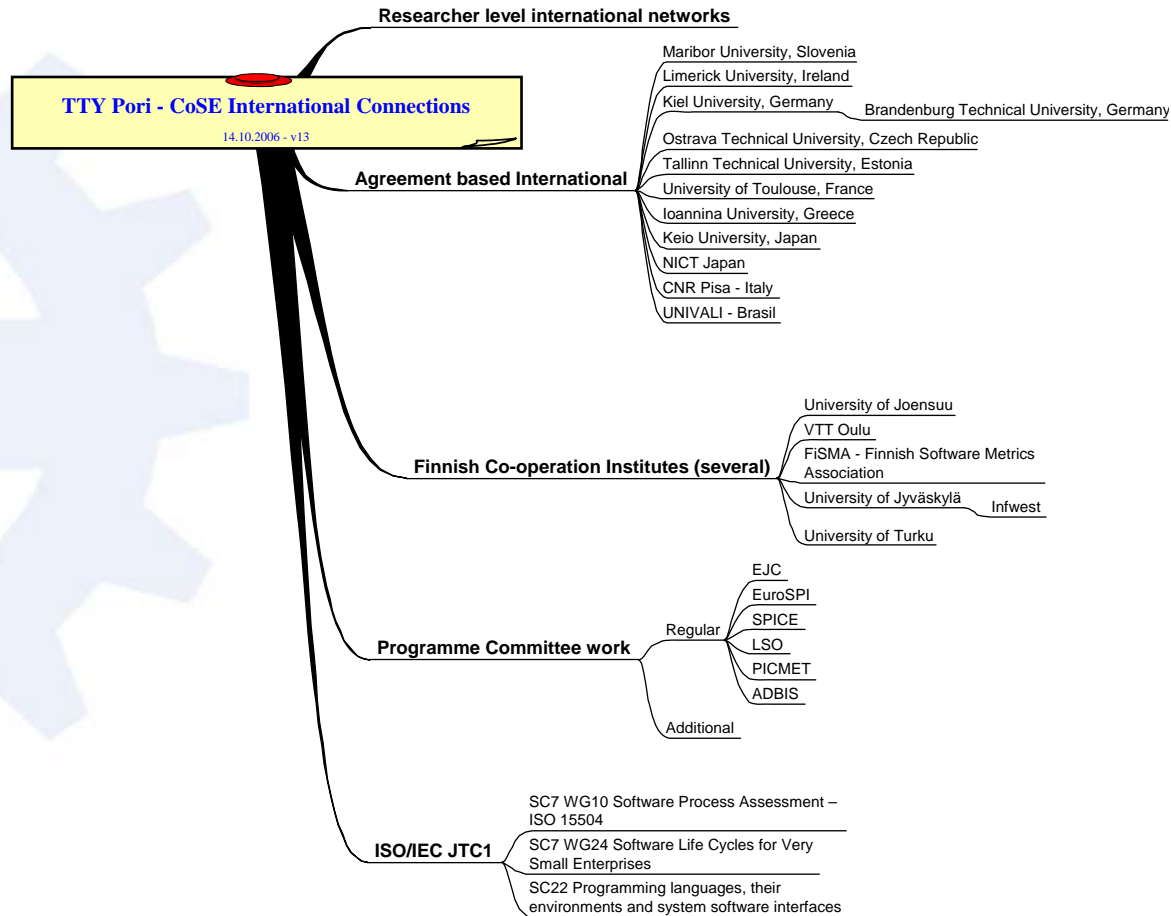 Researcher level international networks
TTY Pori - CoSE International Connections
14.10.2006 - v13
Agreement based International
Maribor University, Slovenia
Limerick University, Ireland
Kiel University, Germany
Brandenburg Technical University, Germany
Ostrava Technical University, Czech Republic
Tallinn Technical University, Estonia
University of Toulouse, France
Ioannina University, Greece
Keio University, Japan
NICT Japan
CNR Pisa - Italy
UNIVALI - Brasil
Finnish Co-operation Institutes (several)
University of Joensuu
VTT Oulu
FiSMA - Finnish Software Metrics
Association
University of Jyväskylä
Infwest
University of Turku
Programme Committee work
Regular
EJC
EuroSPI
SPICE
LSO
PICMET
ADBIS
Additional
ISO/IEC JTC1
SC7 WG10 Software Process Assessment –
ISO 15504
SC7 WG24 Software Life Cycles for Very
Small Enterprises
SC22 Programming languages, their
environments and system software interfaces